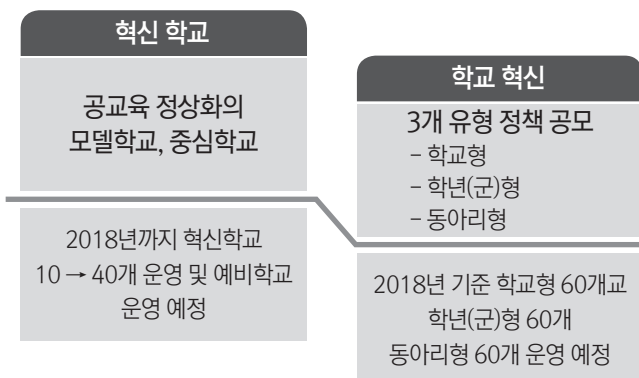 혁신 학교
공교육 정상화의
모델학교, 중심학교
2018년까지 혁신학교
10 → 40개 운영 및 예비학교
운영 예정
학교 혁신
3개 유형 정책 공모
– 학교형
– 학년(군)형
– 동아리형
2018년 기준 학교형 60개교
학년(군)형 60개
동아리형 60개 운영 예정